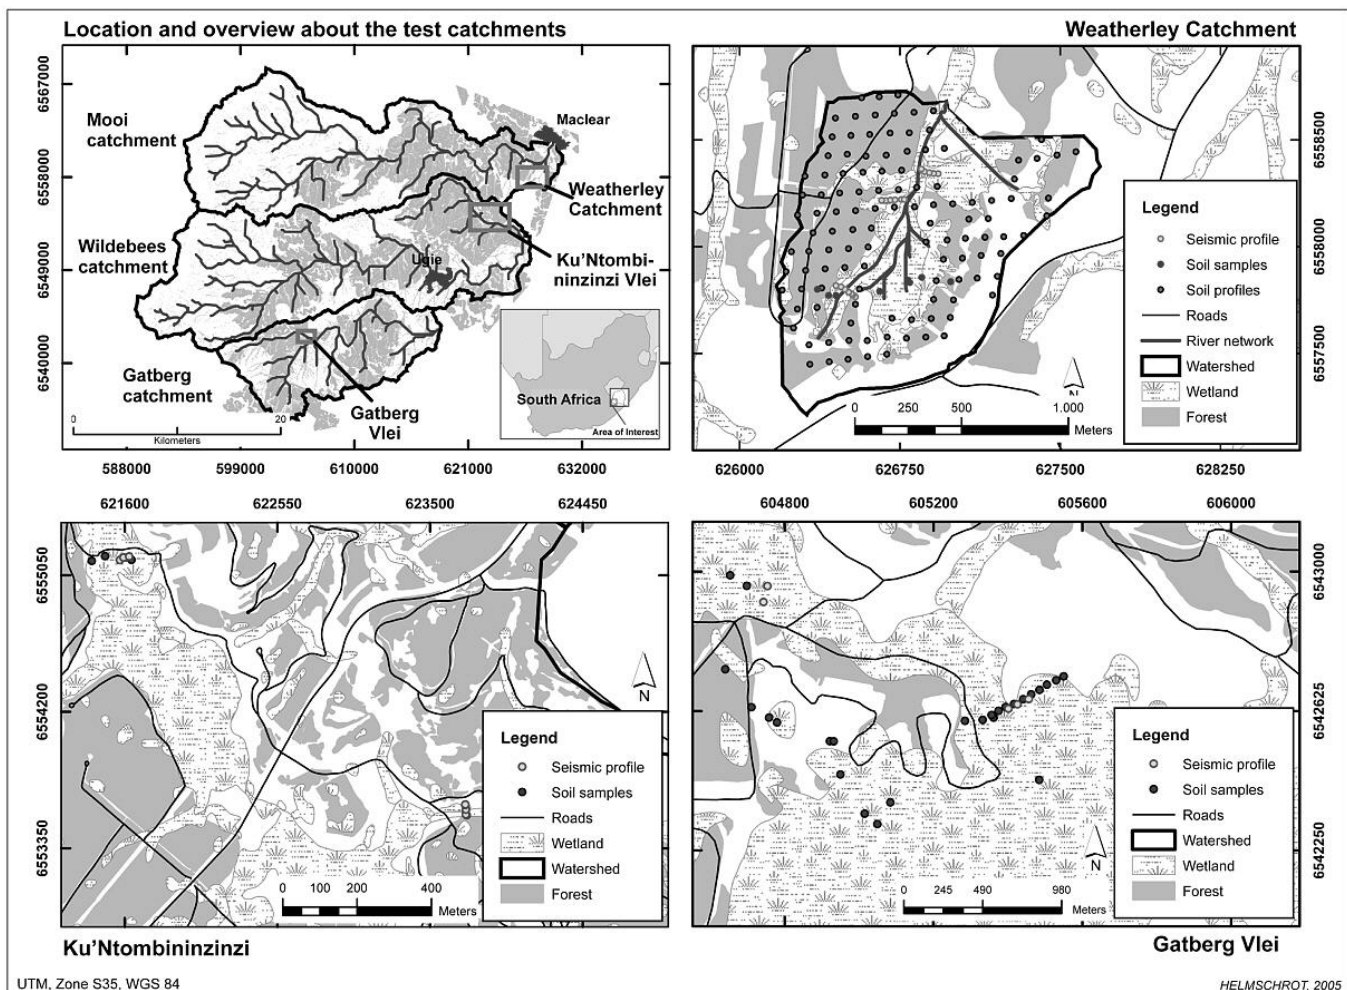 Location and overview about the test catchments
6567000
6558000
6549000
6540000
Mooi
catchment
Wildebees
catchment
Gatberg
catchment
Maclear
Weatherley
Catchment
Ku'Ntombi-
ninzinzi Vlei
Ugie
Gatberg
Vlei
South Africa
Area of Interest
0 20
Kilometers
588000 599000 610000 621000 632000
Weatherley Catchment
6558500
6558000
6557500
Legend
Seismic profile
Soil samples
Soil profiles
Roads
River network
Watershed
Wetland
Forest
N
0 250 500 1.000
Meters
626000 626750 627500 628250
621600 622550 623500 624450
6555050
6554200
6553350
N
Legend
Seismic profile
Soil samples
Roads
Wetland
Watershed
Forest
0 100 200 400
Meters
Ku'Ntombininzinzi
604800 605200 605600 606000
6543000
6542625
6542250
Legend
Seismic profile
Soil samples
Roads
Watershed
Wetland
Forest
N
0 245 490 980
Meters
Gatberg Vlei
UTM, Zone S35, WGS 84
HELMSCHROT, 2005